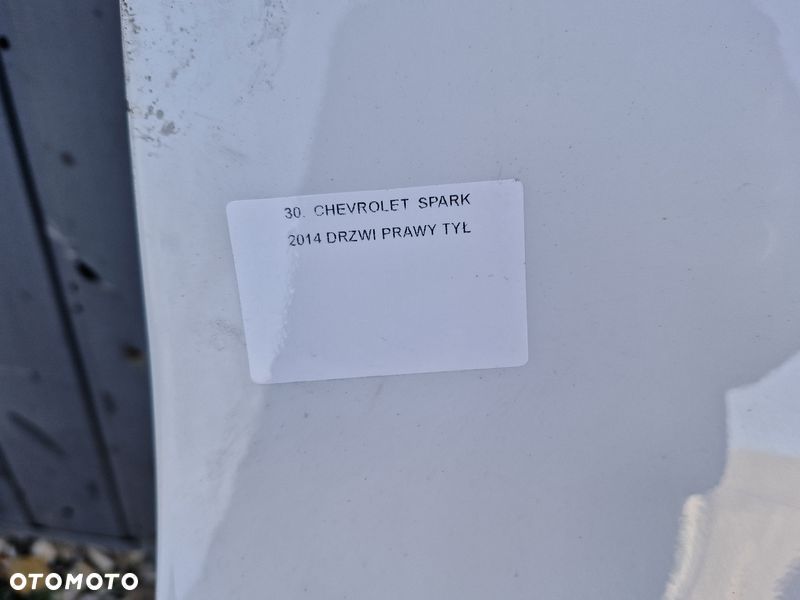 30. CHEVROLET SPARK
2014 DRZWI PRAWY TYŁ
OTOMOTO